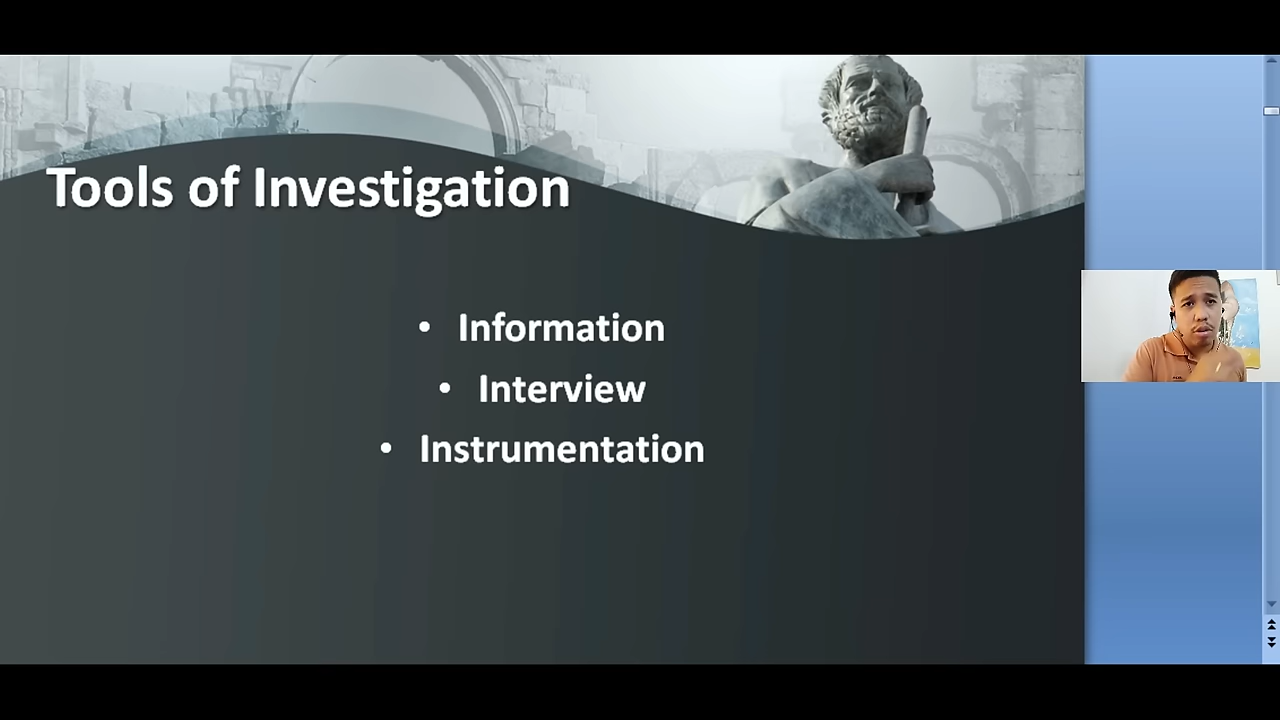 Tools of Investigation
• Information
• Interview
• Instrumentation